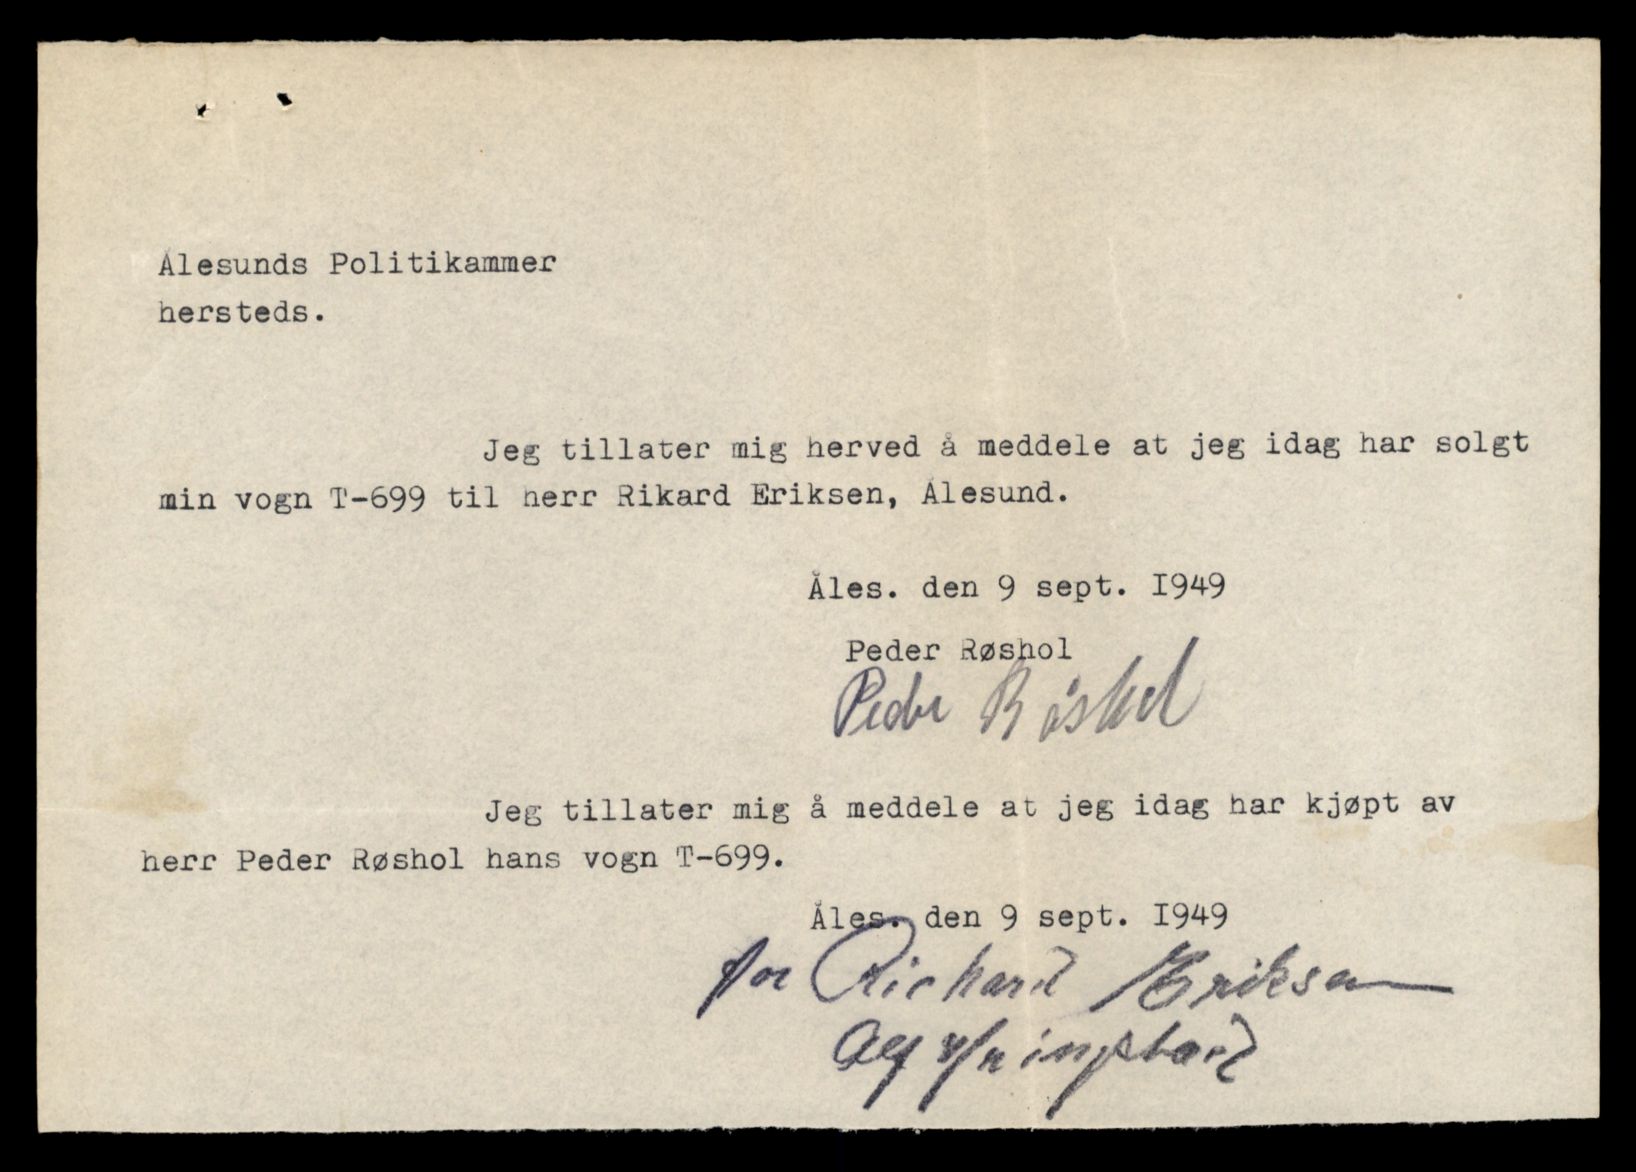 Ålesunds Politikammer
hersteds.
Jeg tillater mig herved å meddele at jeg idag har solgt
min vogn T-699 til herr Rikard Eriksen, Ålesund.
Åles. den 9 sept. I949
Peder Røshol
Peder Røshol
Jeg tillater mig å meddele at jeg idag har kjøpt av
herr Peder Røshol hans vogn T-699.
Åles. den 9 sept. I949
for Richard Eriksen
Alf